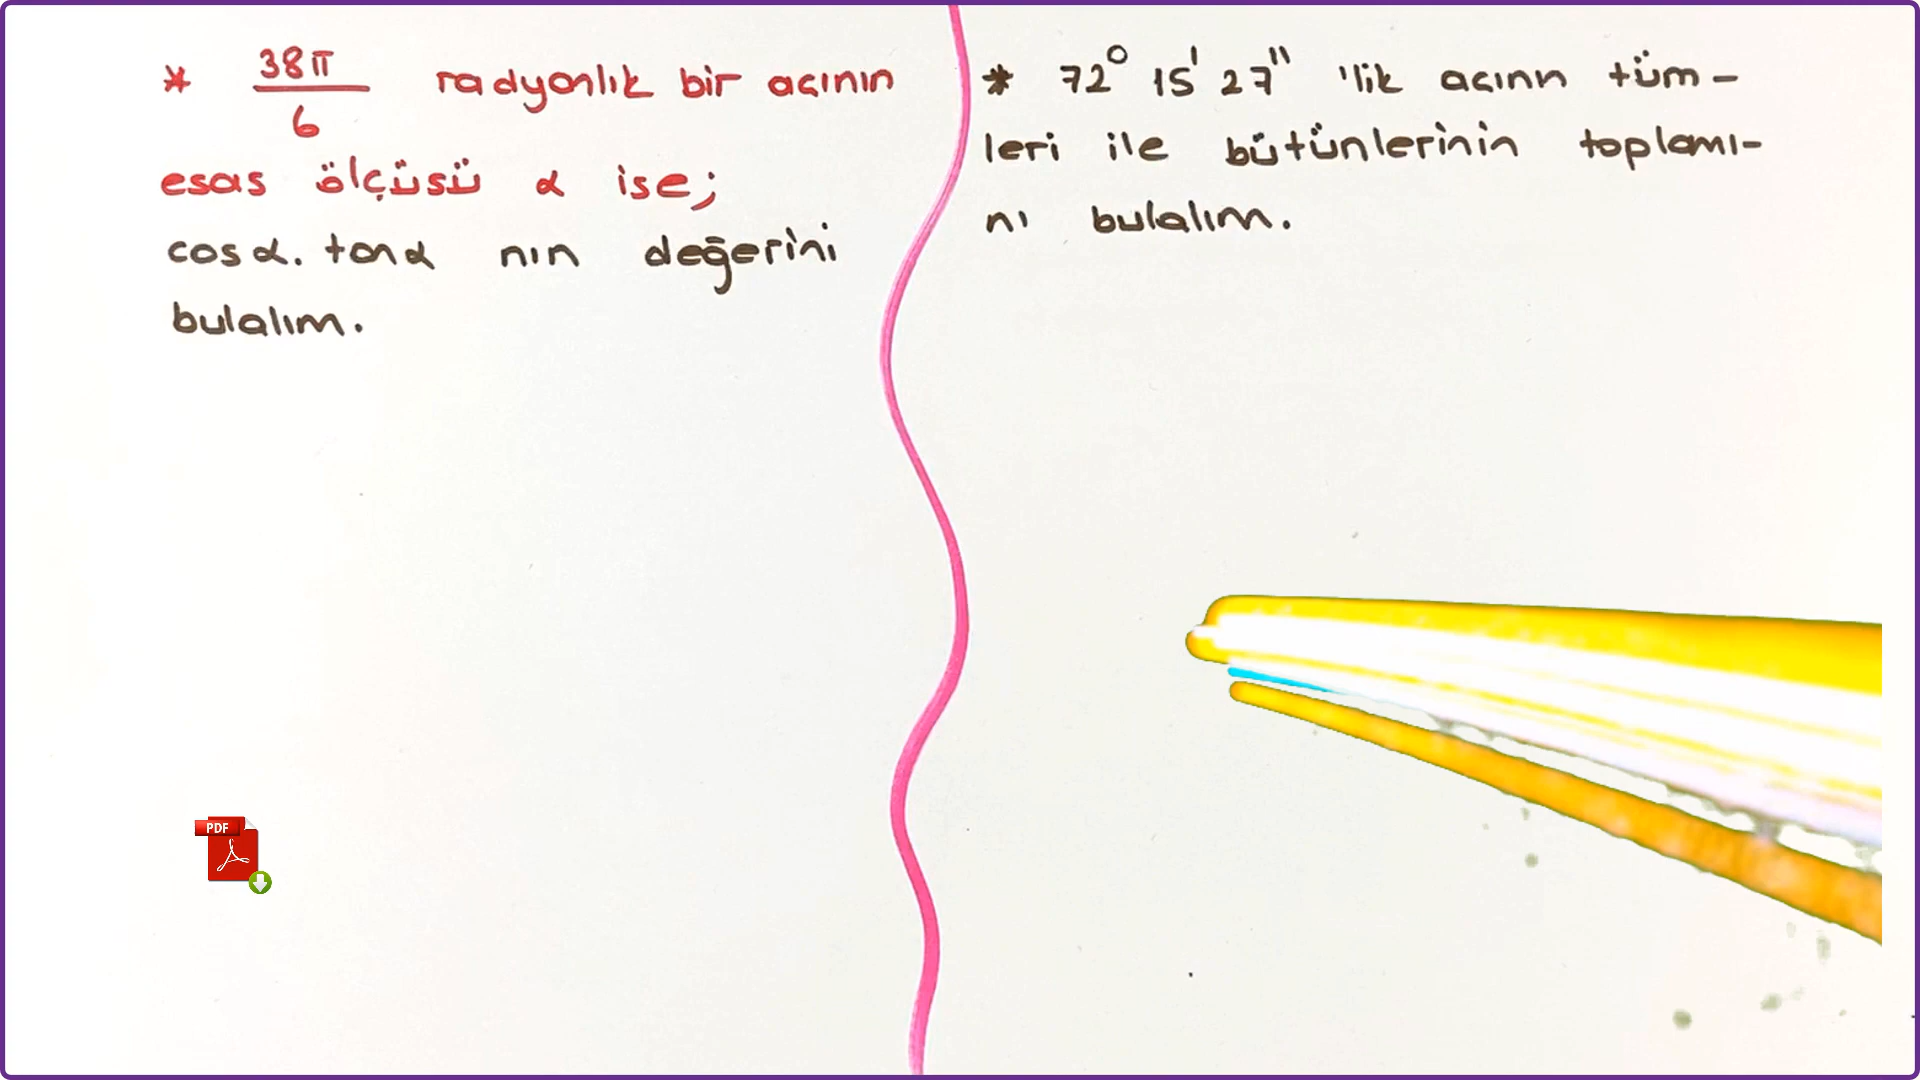 * 38π/6 radyanlık bir açının
esas ölçüsü α ise;
cosα. tanα nın değerini
bulalım.
* 72° 15' 27" 'lik açının tüm-
leri ile bütünlerinin toplamı-
nı bulalım.
PDF